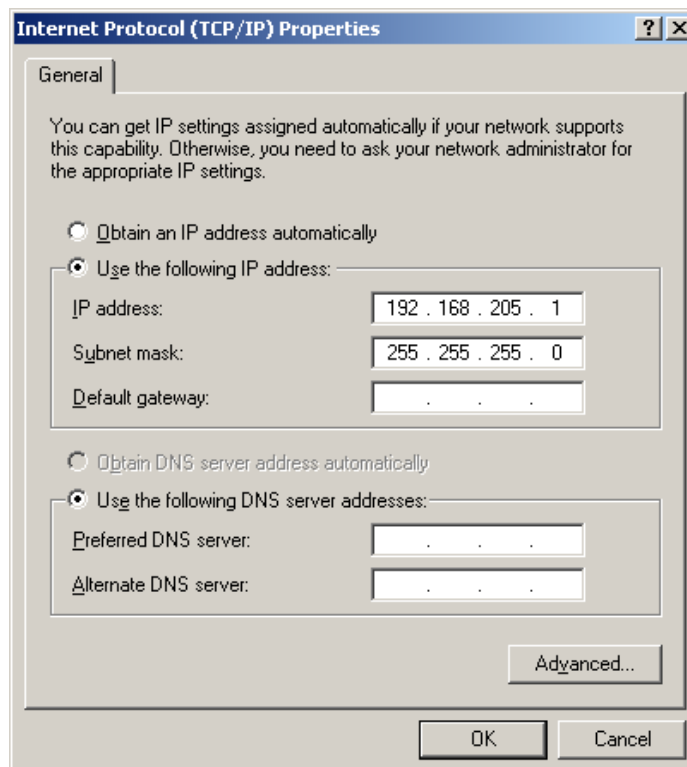 Internet Protocol (TCP/IP) Properties
General
You can get IP settings assigned automatically if your network supports
this capability. Otherwise, you need to ask your network administrator for
the appropriate IP settings.
Obtain an IP address automatically
Use the following IP address:
IP address: 192 . 168 . 205 . 1
Subnet mask: 255 . 255 . 255 . 0
Default gateway: . . .
Obtain DNS server address automatically
Use the following DNS server addresses:
Preferred DNS server: . . .
Alternate DNS server: . . .
Advanced...
OK Cancel